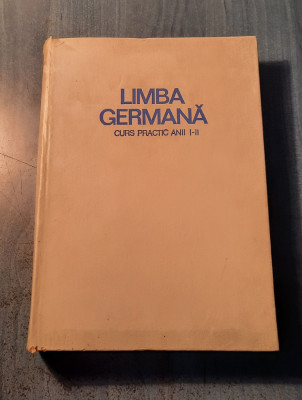 LIMBA
GERMANĂ
CURS PRACTIC ANII I-II